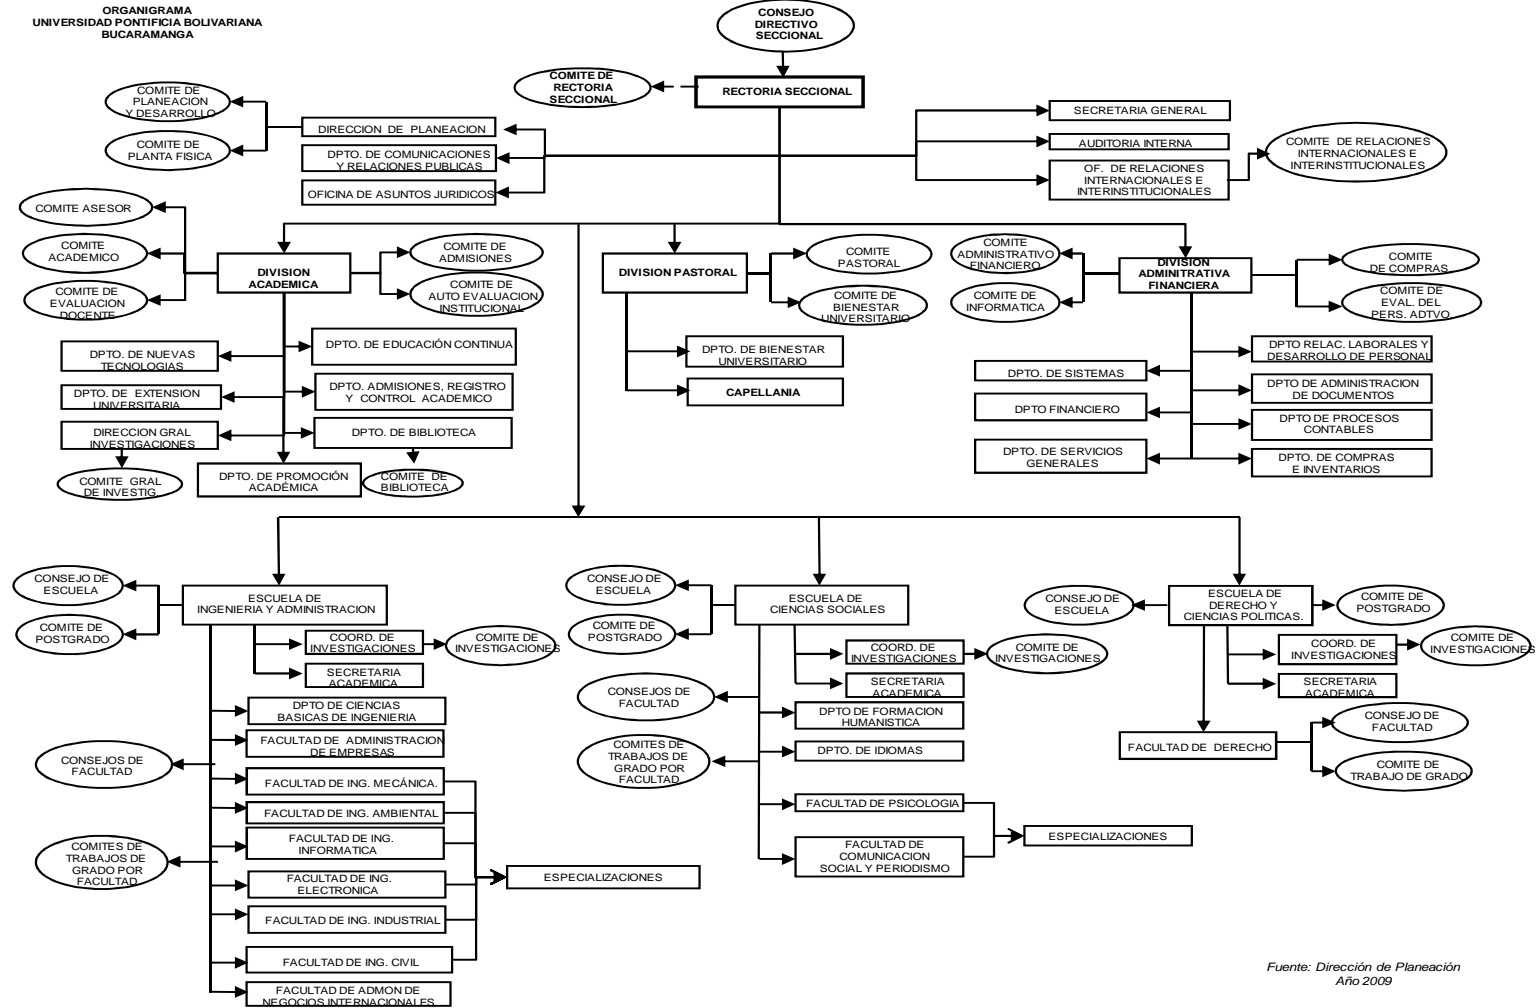 ORGANIGRAMA
UNIVERSIDAD PONTIFICIA BOLIVARIANA
BUCARAMANGA
CONSEJO
DIRECTIVO
SECCIONAL
COMITE DE
RECTORIA
SECCIONAL
RECTORIA SECCIONAL
COMITE DE
PLANEACION
Y DESARROLLO
COMITE DE
PLANTA FISICA
DIRECCION DE PLANEACION
DPTO. DE COMUNICACIONES
Y RELACIONES PUBLICAS
OFICINA DE ASUNTOS JURIDICOS
SECRETARIA GENERAL
AUDITORIA INTERNA
OF. DE RELACIONES
INTERNACIONALES E
INTERINSTITUCIONALES
COMITE DE RELACIONES
INTERNACIONALES E
INTERINSTITUCIONALES
COMITE ASESOR
COMITE
ACADEMICO
COMITE DE
EVALUACION
DOCENTE
DIVISION
ACADEMICA
COMITE DE
ADMISIONES
COMITE DE
AUTO EVALUACION
INSTITUCIONAL
DIVISION PASTORAL
COMITE
PASTORAL
COMITE DE
BIENESTAR
UNIVERSITARIO
COMITE
ADMINISTRATIVO
FINANCIERO
COMITE DE
INFORMATICA
DIVISION
ADMINITRATIVA
FINANCIERA
COMITE
DE COMPRAS
COMITE DE
EVAL. DEL
PERS. ADTVO
DPTO. DE NUEVAS
TECNOLOGIAS
DPTO. DE EXTENSION
UNIVERSITARIA
DIRECCION GRAL
INVESTIGACIONES
COMITE GRAL
DE INVESTIG.
DPTO. DE EDUCACIÓN CONTINUA
DPTO. ADMISIONES, REGISTRO
Y CONTROL ACADEMICO
DPTO. DE BIBLIOTECA
DPTO. DE PROMOCIÓN
ACADÉMICA
COMITE DE
BIBLIOTECA
DPTO. DE BIENESTAR
UNIVERSITARIO
CAPELLANIA
DPTO. DE SISTEMAS
DPTO FINANCIERO
DPTO. DE SERVICIOS
GENERALES
DPTO RELAC. LABORALES Y
DESARROLLO DE PERSONAL
DPTO DE ADMINISTRACION
DE DOCUMENTOS
DPTO DE PROCESOS
CONTABLES
DPTO. DE COMPRAS
E INVENTARIOS
CONSEJO DE
ESCUELA
COMITE DE
POSTGRADO
ESCUELA DE
INGENIERIA Y ADMINISTRACION
COORD. DE
INVESTIGACIONES
COMITE DE
INVESTIGACIONES
SECRETARIA
ACADEMICA
DPTO DE CIENCIAS
BASICAS DE INGENIERIA
FACULTAD DE ADMINISTRACION
DE EMPRESAS
CONSEJOS DE
FACULTAD
FACULTAD DE ING. MECÁNICA.
FACULTAD DE ING. AMBIENTAL
FACULTAD DE ING.
INFORMATICA
COMITES DE
TRABAJOS DE
GRADO POR
FACULTAD
FACULTAD DE ING.
ELECTRONICA
ESPECIALIZACIONES
FACULTAD DE ING. INDUSTRIAL
FACULTAD DE ING. CIVIL
FACULTAD DE ADMON DE
NEGOCIOS INTERNACIONALES
CONSEJO DE
ESCUELA
COMITE DE
POSTGRADO
ESCUELA DE
CIENCIAS SOCIALES
COORD. DE
INVESTIGACIONES
COMITE DE
INVESTIGACIONES
SECRETARIA
ACADEMICA
CONSEJOS DE
FACULTAD
DPTO DE FORMACION
HUMANISTICA
COMITES DE
TRABAJOS DE
GRADO POR
FACULTAD
DPTO. DE IDIOMAS
FACULTAD DE PSICOLOGIA
FACULTAD DE
COMUNICACION
SOCIAL Y PERIODISMO
ESPECIALIZACIONES
CONSEJO DE
ESCUELA
ESCUELA DE
DERECHO Y
CIENCIAS POLITICAS.
COMITE DE
POSTGRADO
COORD. DE
INVESTIGACIONES
COMITE DE
INVESTIGACIONES
SECRETARIA
ACADEMICA
FACULTAD DE DERECHO
CONSEJO DE
FACULTAD
COMITE DE
TRABAJO DE GRADO
Fuente: Dirección de Planeación
Año 2009